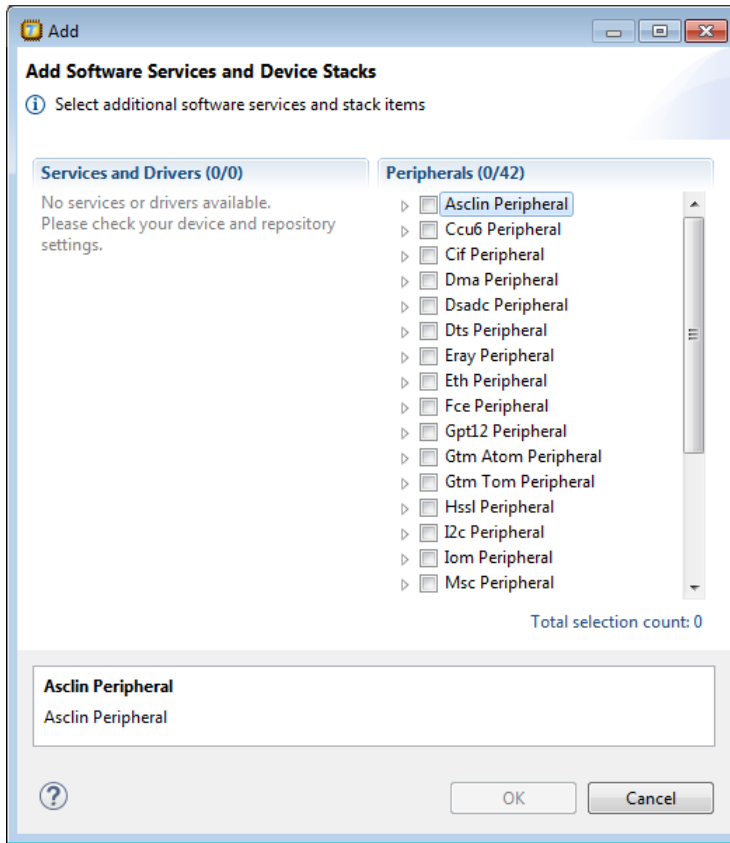 Add
Add Software Services and Device Stacks
Select additional software services and stack items
Services and Drivers (0/0)
No services or drivers available.
Please check your device and repository
settings.
Peripherals (0/42)
Asclin Peripheral
Ccu6 Peripheral
Cif Peripheral
Dma Peripheral
Dsadc Peripheral
Dts Peripheral
Eray Peripheral
Eth Peripheral
Fce Peripheral
Gpt12 Peripheral
Gtm Atom Peripheral
Gtm Tom Peripheral
Hssl Peripheral
I2c Peripheral
Iom Peripheral
Msc Peripheral
Total selection count: 0
Asclin Peripheral
Asclin Peripheral
OK
Cancel